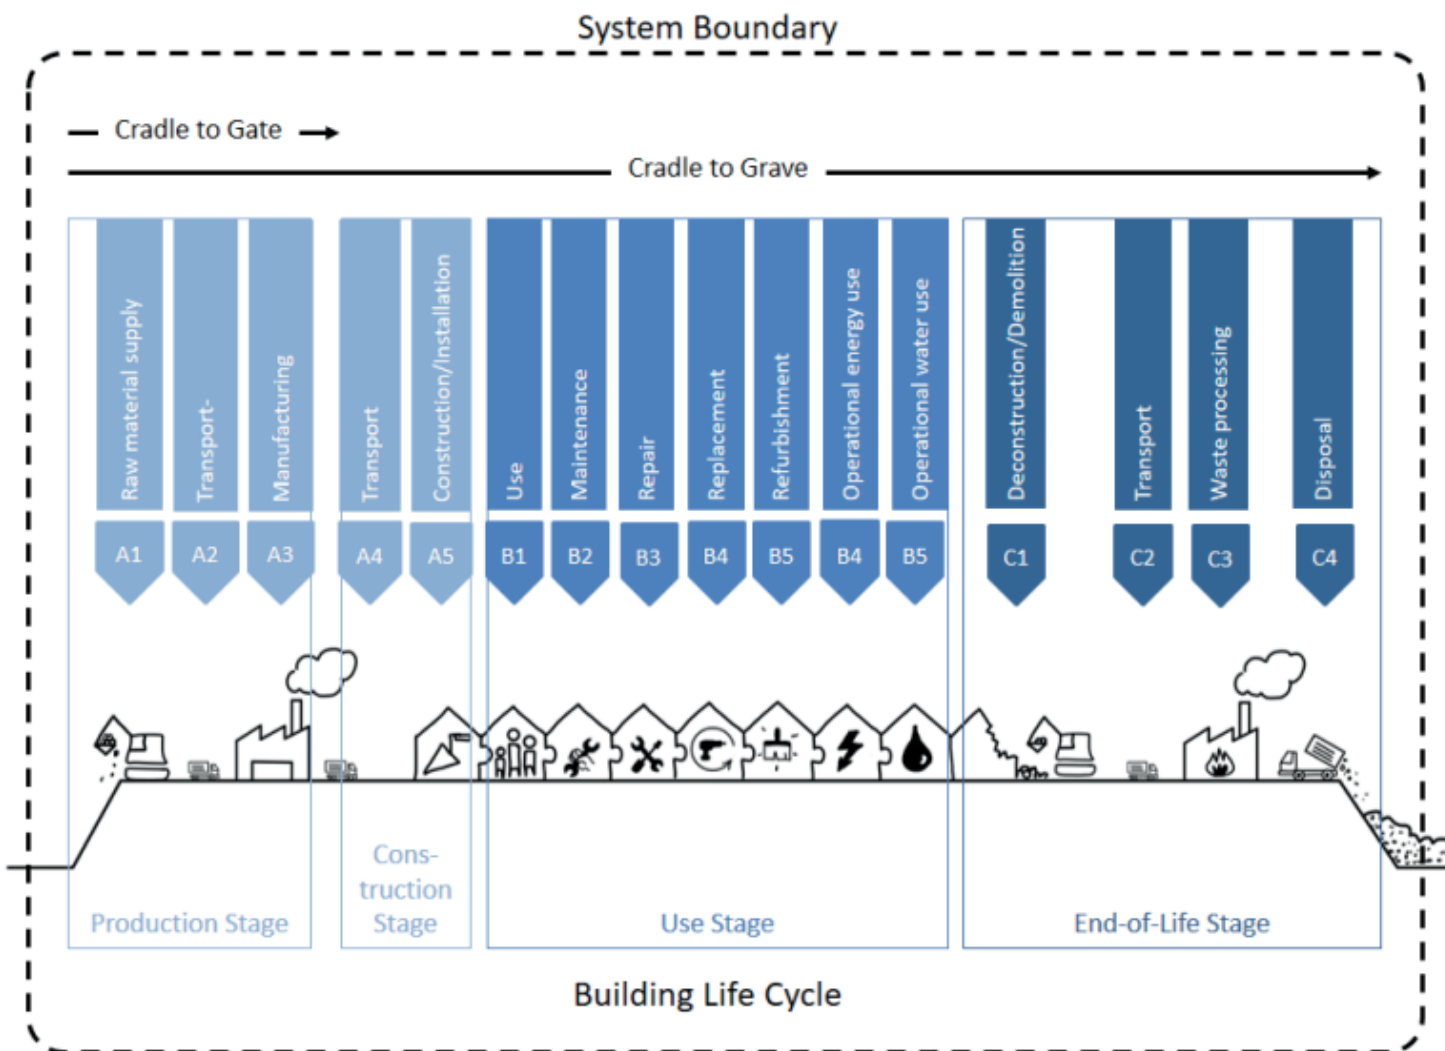 System Boundary
Cradle to Gate
Cradle to Grave
Raw material supply
Transport-
Manufacturing
Transport
Construction/Installation
Use
Maintenance
Repair
Replacement
Refurbishment
Operational energy use
Operational water use
Deconstruction/Demolition
Transport
Waste processing
Disposal
A1
A2
A3
A4
A5
B1
B2
B3
B4
B5
B4
B5
C1
C2
C3
C4
Production Stage
Cons-
truction
Stage
Use Stage
End-of-Life Stage
Building Life Cycle